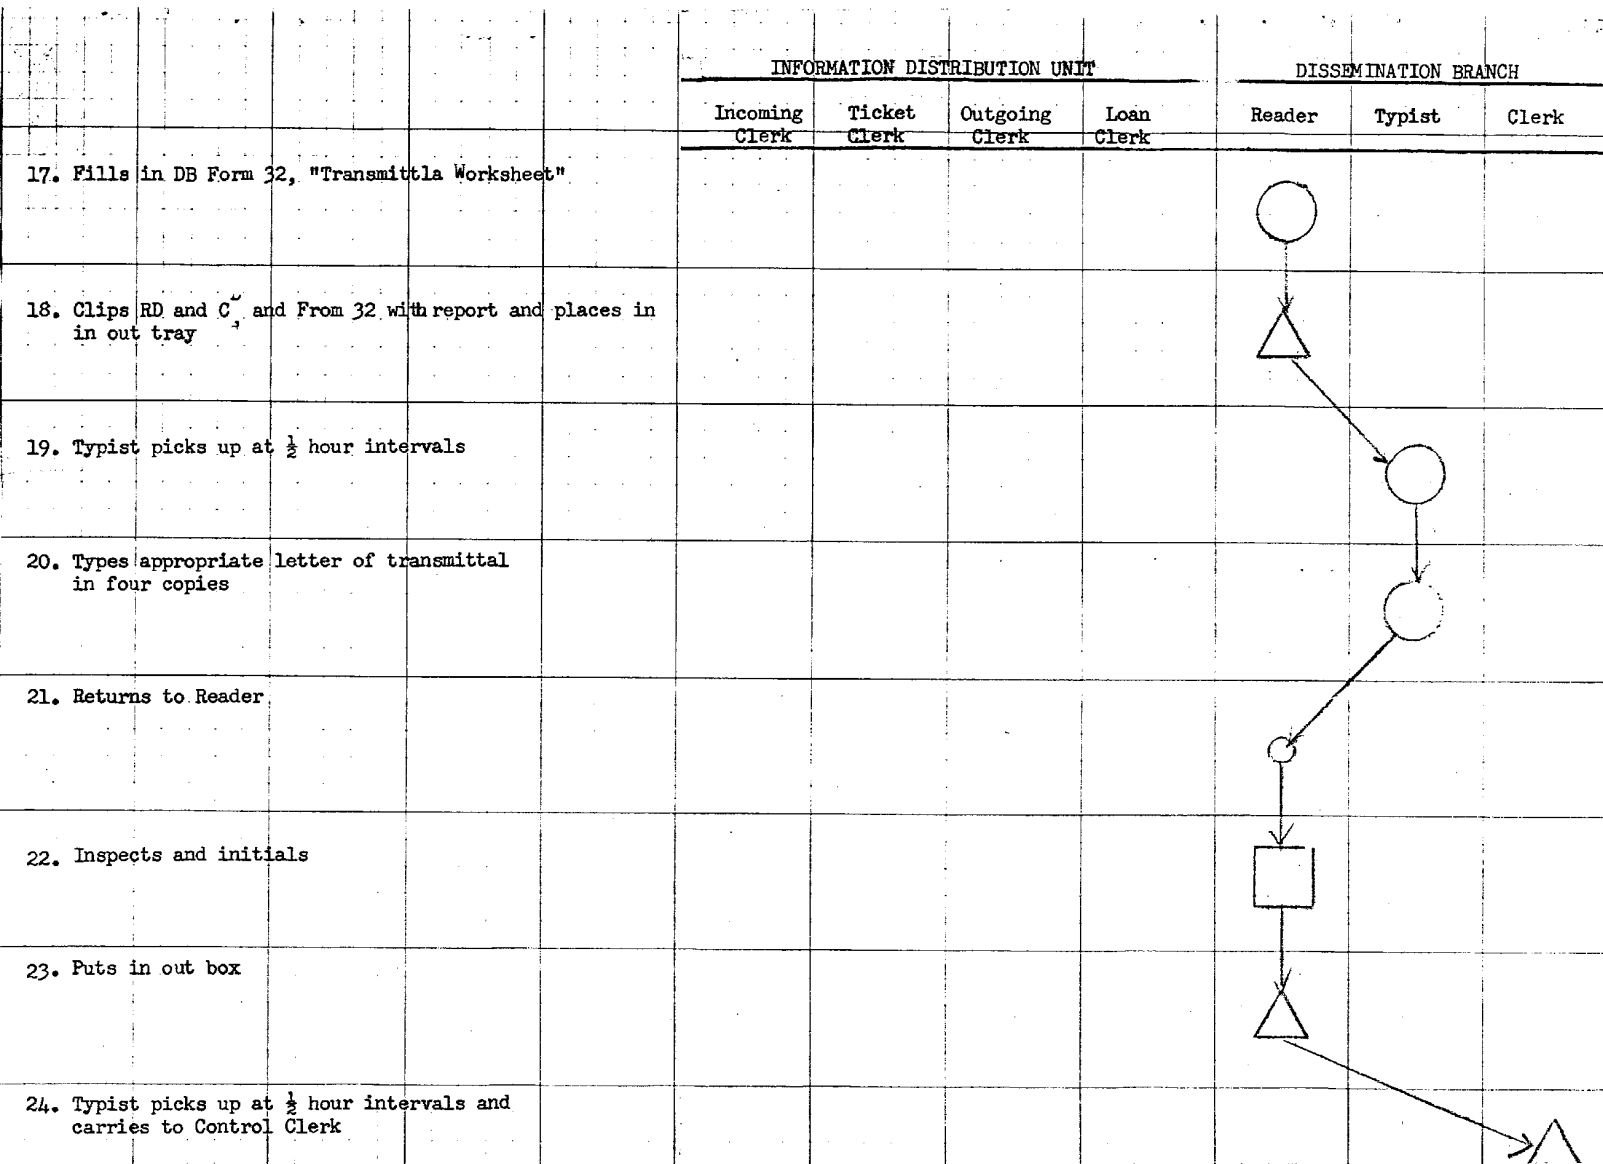 INFORMATION DISTRIBUTION UNIT
DISSEMINATION BRANCH
Incoming Clerk
Ticket Clerk
Outgoing Clerk
Loan Clerk
Reader
Typist
Clerk
17. Fills in DB Form 32, "Transmittla Worksheet"
18. Clips RD and C, and From 32 with report and places in
in out tray
19. Typist picks up at ½ hour intervals
20. Types appropriate letter of transmittal
in four copies
21. Returns to Reader
22. Inspects and initials
23. Puts in out box
24. Typist picks up at ½ hour intervals and
carries to Control Clerk